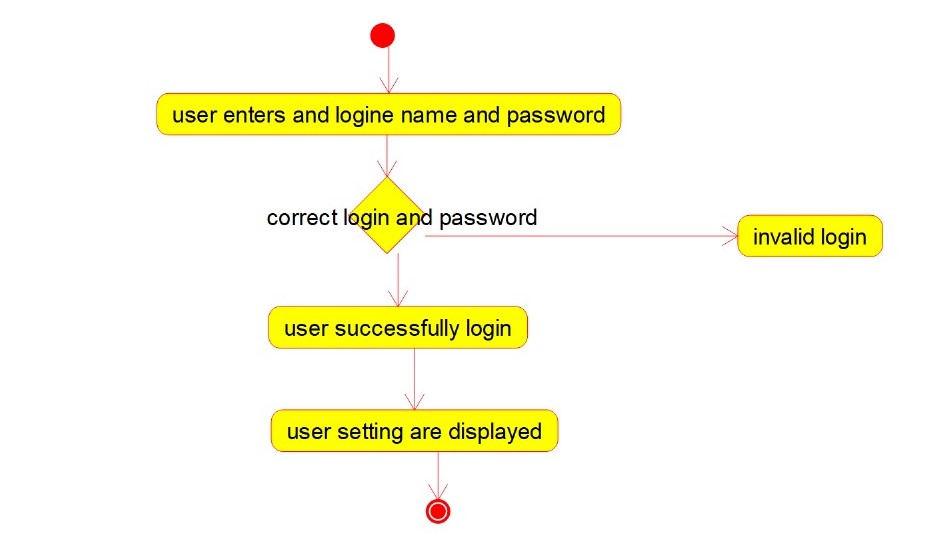 user enters and logine name and password
correct login and password
invalid login
user successfully login
user setting are displayed